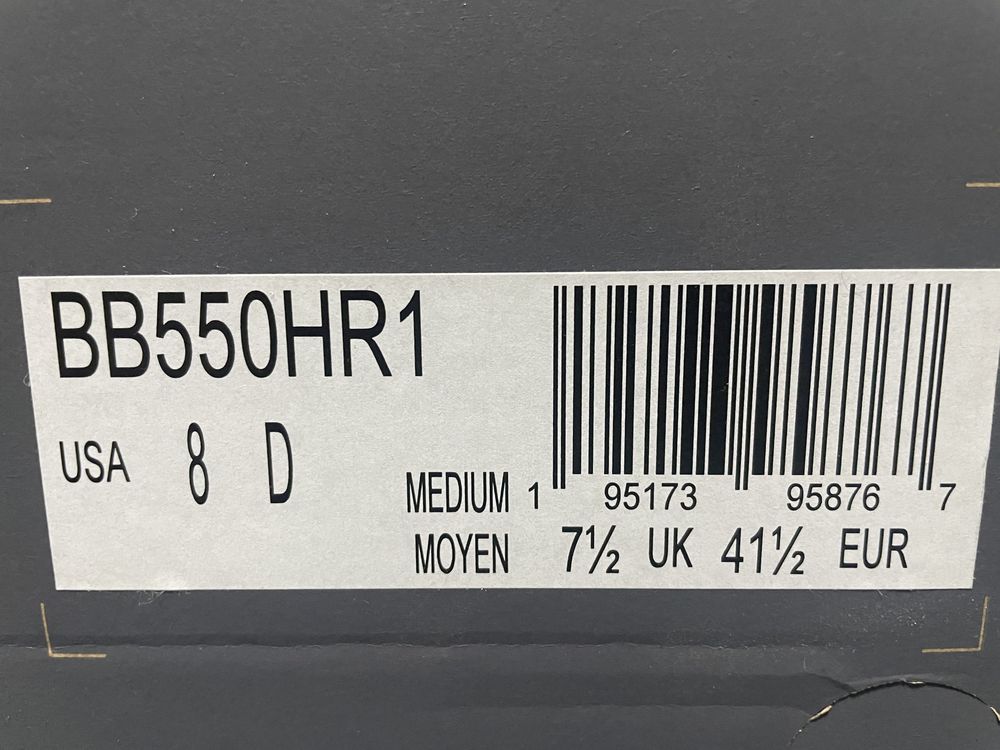 BB550HR1
USA 8 D
MEDIUM 1 95173 95876 7
MOYEN 7½ UK 41½ EUR